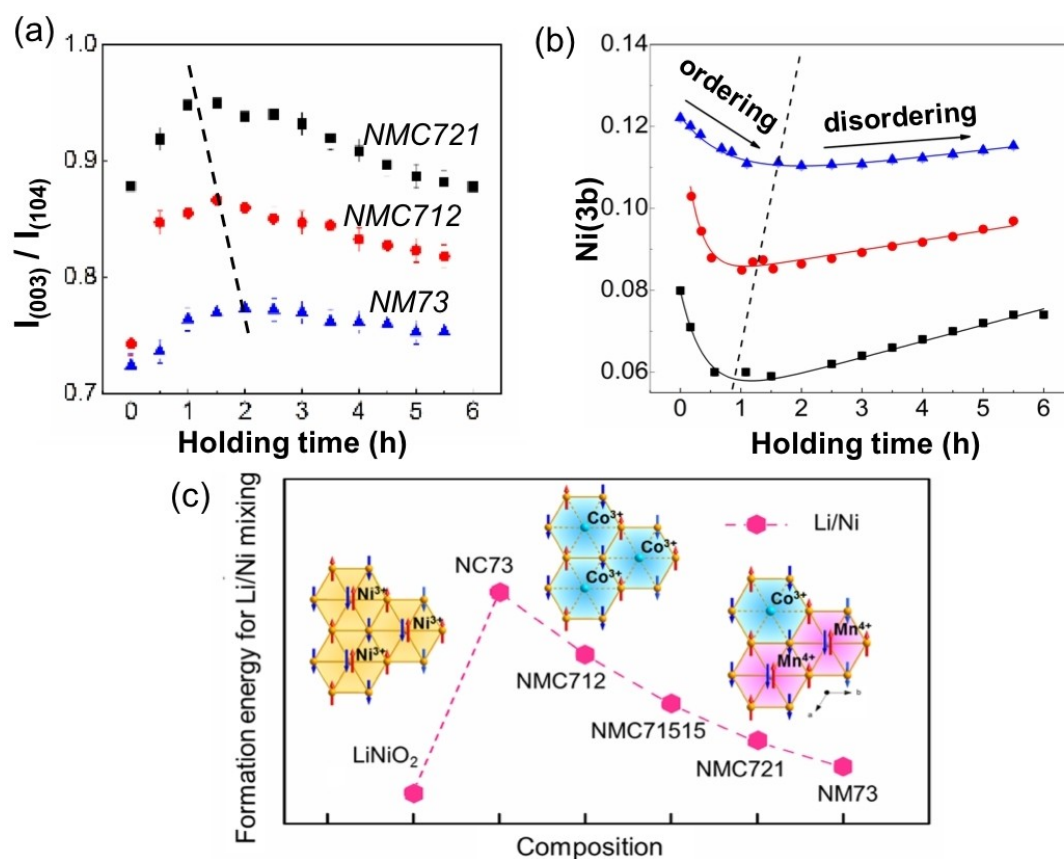 (a)
1.0
0.9
0.8
0.7
I(003) / I(104)
NMC721
NMC712
NM73
0 1 2 3 4 5 6
Holding time (h)
(b)
0.14
0.12
0.10
0.08
0.06
Ni(3b)
ordering
disordering
0 1 2 3 4 5 6
Holding time (h)
(c)
Formation energy for Li/Ni mixing
Li/Ni
Co³⁺
Co³⁺
Co³⁺
NC73
Ni³⁺
Ni³⁺
Ni³⁺
Co³⁺
Mn⁴⁺
Mn⁴⁺
a
b
NMC712
NMC71515
LiNiO₂
NMC721
NM73
Composition